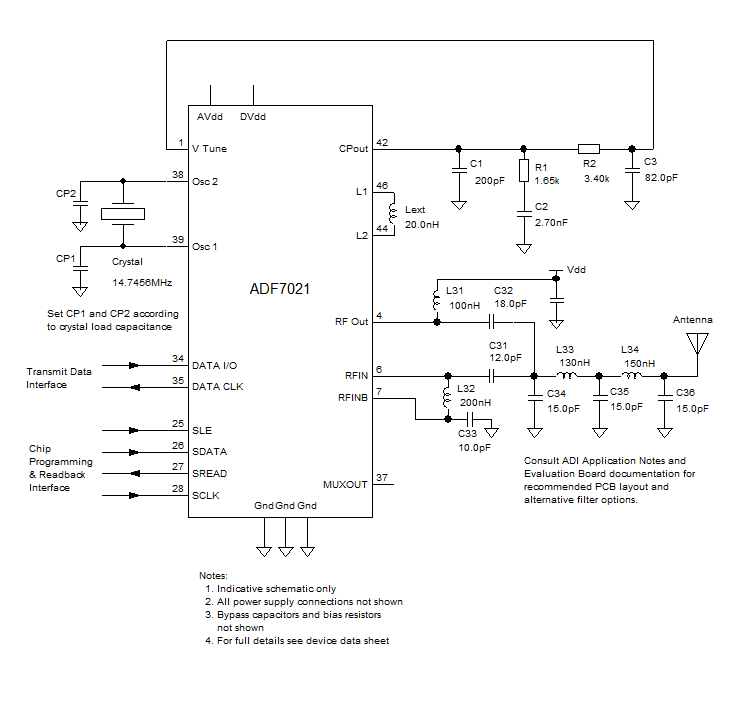 AVdd DVdd
1 V Tune
CPout 42
C1
200pF
R1
1.65k
R2
3.40k
C3
82.0pF
C2
2.70nF
38 Osc 2
CP2
L1 46
Lext
20.0nH
L2 44
39 Osc 1
CP1
Crystal
14.7456MHz
ADF7021
Set CP1 and CP2 according
to crystal load capacitance
Vdd
L31
100nH
C32
18.0pF
RF Out 4
Antenna
C31
12.0pF
L33
130nH
L34
150nH
34 DATA I/O
Transmit Data
Interface
35 DATA CLK
RFIN 6
RFINB 7
L32
200nH
C33
10.0pF
C34
15.0pF
C35
15.0pF
C36
15.0pF
25 SLE
26 SDATA
27 SREAD
28 SCLK
Chip
Programming
& Readback
Interface
Consult ADI Application Notes and
Evaluation Board documentation for
recommended PCB layout and
alternative filter options.
MUXOUT 37
Gnd Gnd Gnd
Notes:
1. Indicative schematic only
2. All power supply connections not shown
3. Bypass capacitors and bias resistors
not shown
4. For full details see device data sheet